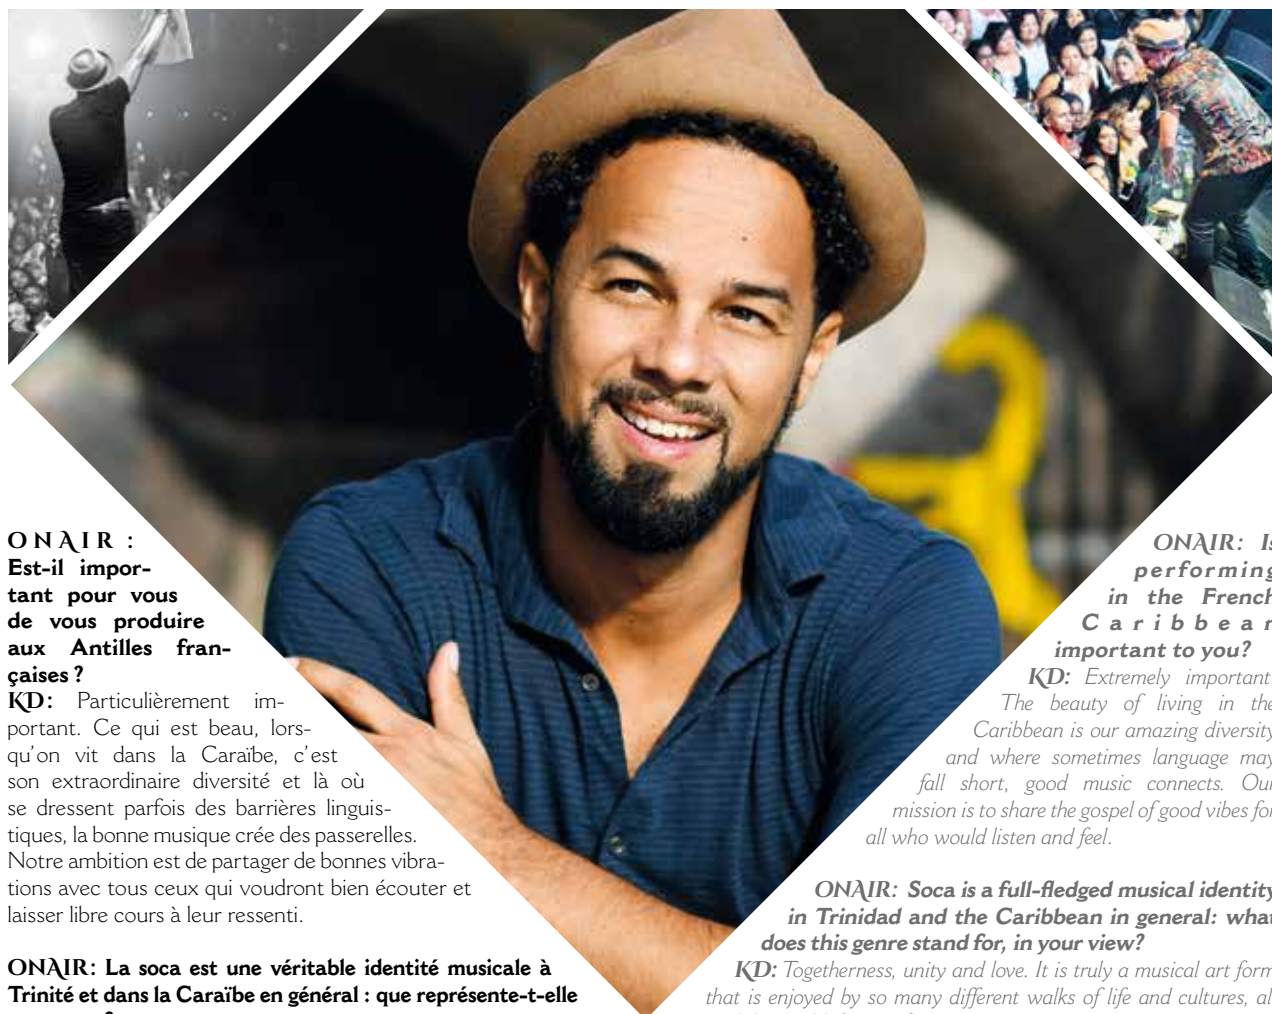 ONAIR :
Est-il impor-
tant pour vous
de vous produire
aux Antilles fran-
çaises ?
KD: Particulièrement im-
portant. Ce qui est beau, lors-
qu'on vit dans la Caraïbe, c'est
son extraordinaire diversité et là où
se dressent parfois des barrières linguis-
tiques, la bonne musique crée des passerelles.
Notre ambition est de partager de bonnes vibra-
tions avec tous ceux qui voudront bien écouter et
laisser libre cours à leur ressenti.
ONAIR: La soca est une véritable identité musicale à
Trinité et dans la Caraïbe en général : que représente-t-elle
ONAIR: Is
performing
in the French
Caribbean
important to you?
KD: Extremely important.
The beauty of living in the
Caribbean is our amazing diversity
and where sometimes language may
fall short, good music connects. Our
mission is to share the gospel of good vibes for
all who would listen and feel.
ONAIR: Soca is a full-fledged musical identity
in Trinidad and the Caribbean in general: what
does this genre stand for, in your view?
KD: Togetherness, unity and love. It is truly a musical art form
that is enjoyed by so many different walks of life and cultures, al